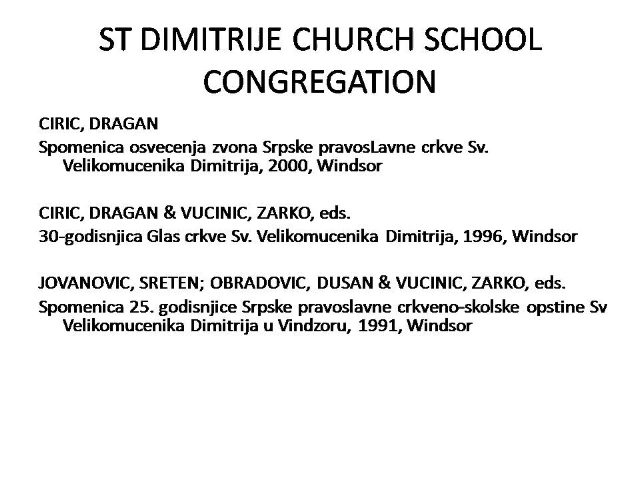 ST DIMITRIJE CHURCH SCHOOL
CONGREGATION
CIRIC, DRAGAN
Spomenica osvecenja zvona Srpske pravosLavne crkve Sv.
Velikomucenika Dimitrija, 2000, Windsor
CIRIC, DRAGAN & VUCINIC, ZARKO, eds.
30-godisnjica Glas crkve Sv. Velikomucenika Dimitrija, 1996, Windsor
JOVANOVIC, SRETEN; OBRADOVIC, DUSAN & VUCINIC, ZARKO, eds.
Spomenica 25. godisnjice Srpske pravoslavne crkveno-skolske opstine Sv
Velikomucenika Dimitrija u Vindzoru, 1991, Windsor